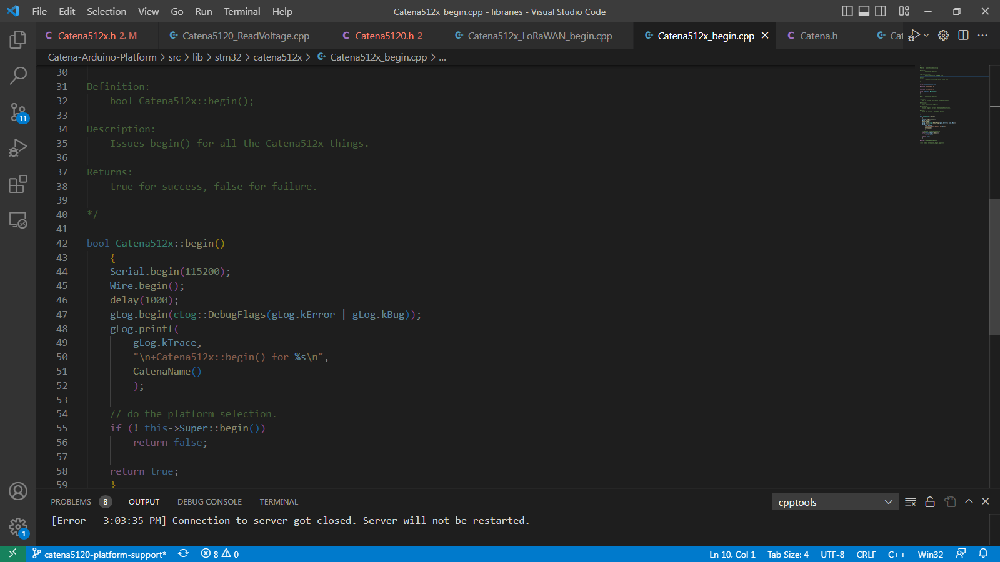 File Edit Selection View Go Run Terminal Help Catena512x_begin.cpp - libraries - Visual Studio Code
C Catena512x.h 2, M Catena5120_ReadVoltage.cpp C Catena5120.h 2 Catena512x_LoRaWAN_begin.cpp Catena512x_begin.cpp C Catena.h Cat
Catena-Arduino-Platform > src > lib > stm32 > catena512x > Catena512x_begin.cpp > ...
30
31 Definition:
32 bool Catena512x::begin();
33
34 Description:
35 Issues begin() for all the Catena512x things.
36
37 Returns:
38 true for success, false for failure.
39
40 */
41
42 bool Catena512x::begin()
43 {
44 Serial.begin(115200);
45 Wire.begin();
46 delay(1000);
47 gLog.begin(cLog::DebugFlags(gLog.kError | gLog.kBug));
48 gLog.printf(
49 gLog.kTrace,
50 "\n+Catena512x::begin() for %s\n",
51 CatenaName()
52 );
53
54 // do the platform selection.
55 if (! this->Super::begin())
56 return false;
57
58 return true;
59 }
11
1
PROBLEMS 8 OUTPUT DEBUG CONSOLE TERMINAL cpptools
[Error - 3:03:35 PM] Connection to server got closed. Server will not be restarted.
catena5120-platform-support* 8 0 Ln 10, Col 1 Tab Size: 4 UTF-8 CRLF C++ Win32